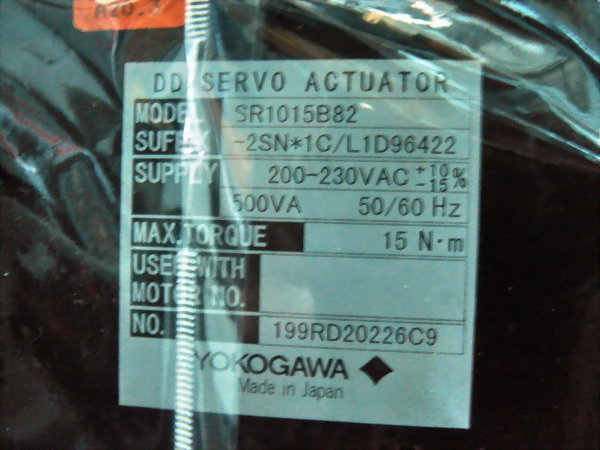 DD SERVO ACTUATOR
MODEL SR1015B82
SUFFIX -2SN*1C/L1D96422
SUPPLY 200-230VAC +10 -15 %
500VA 50/60 Hz
MAX.TORQUE 15 N·m
USED WITH
MOTOR NO.
NO. 199RD20226C9
YOKOGAWA
Made in Japan